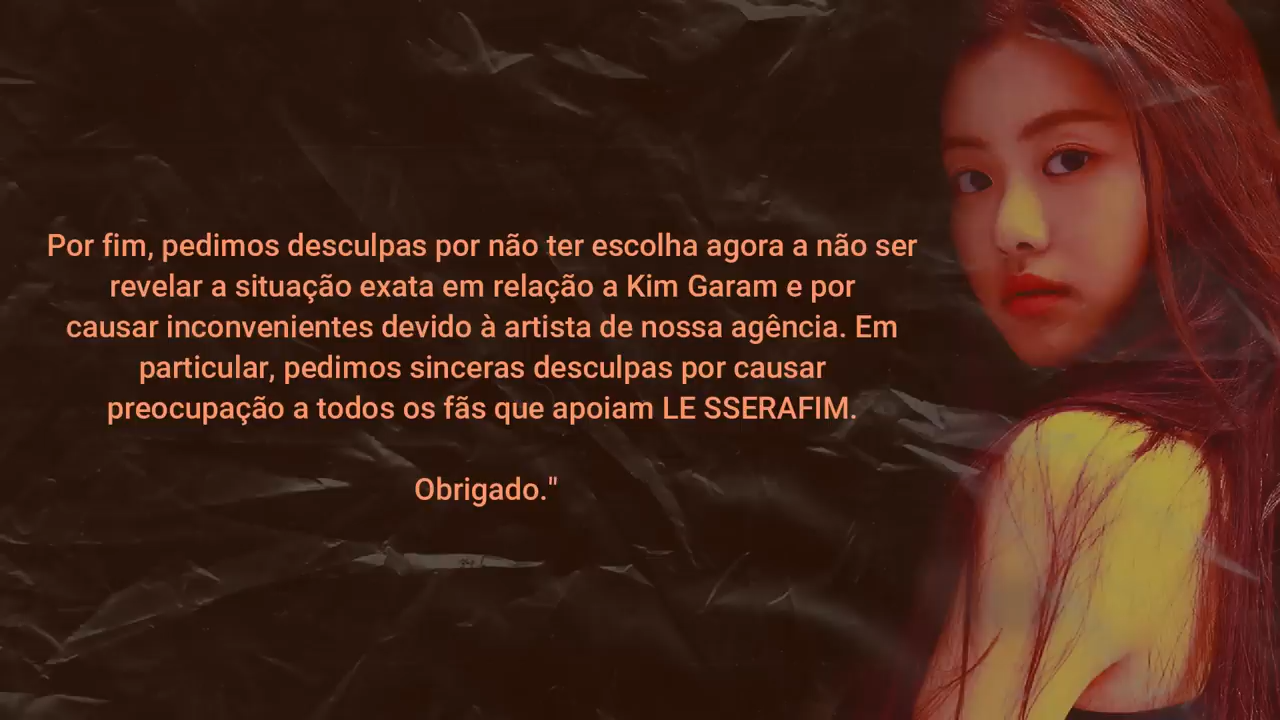 Por fim, pedimos desculpas por não ter escolha agora a não ser
revelar a situação exata em relação a Kim Garam e por
causar inconvenientes devido à artista de nossa agência. Em
particular, pedimos sinceras desculpas por causar
preocupação a todos os fãs que apoiam LE SSERAFIM.
Obrigado."